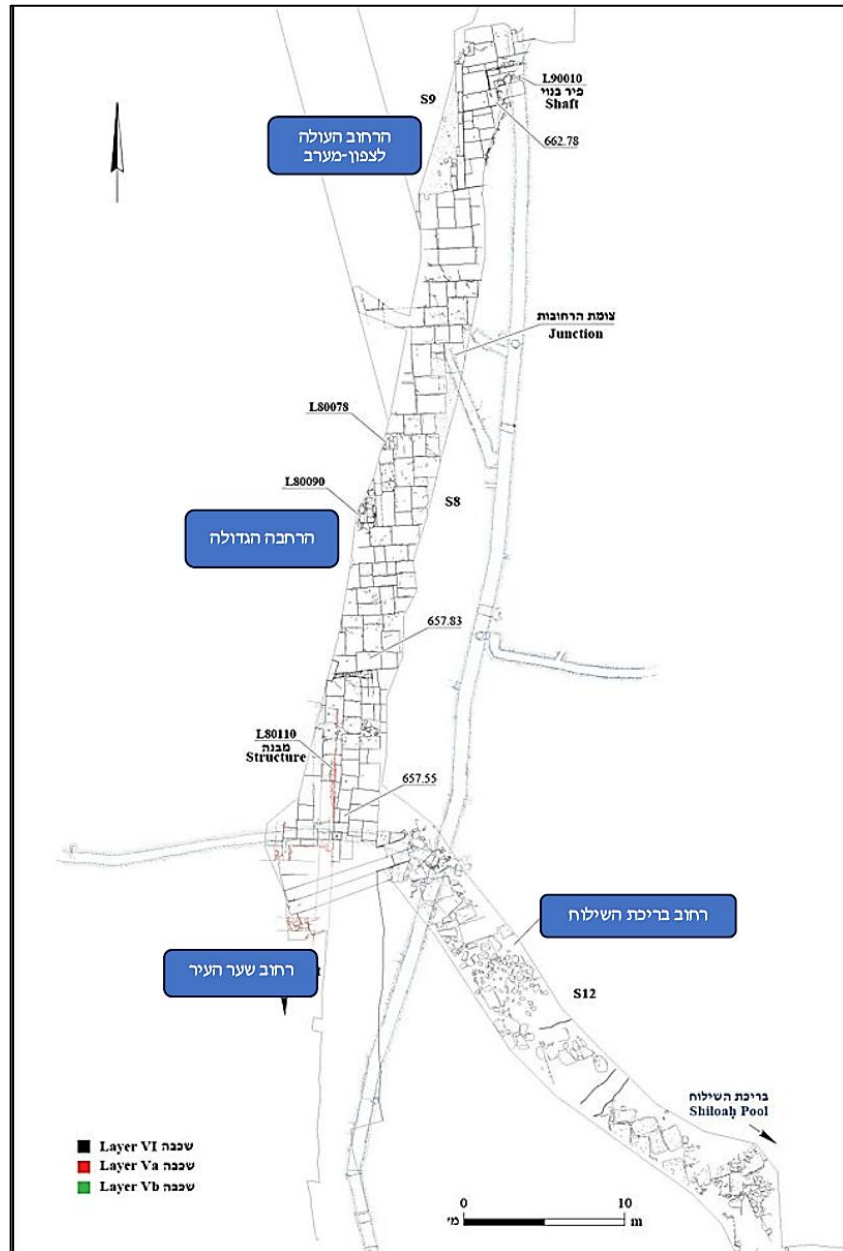 L90010
פיר בנוי
Shaft
S9
הרחוב העולה
לצפון-מערב
662.78
צומת הרחובות
Junction
L80078
L80090
S8
הרחבה הגדולה
657.83
L80110
מבנה
Structure
657.55
רחוב בריכת השילוח
רחוב שער העיר
S12
בריכת השילוח
Shiloaḥ Pool
Layer VI שכבה
Layer Va שכבה
Layer Vb שכבה
0 10
מ' m